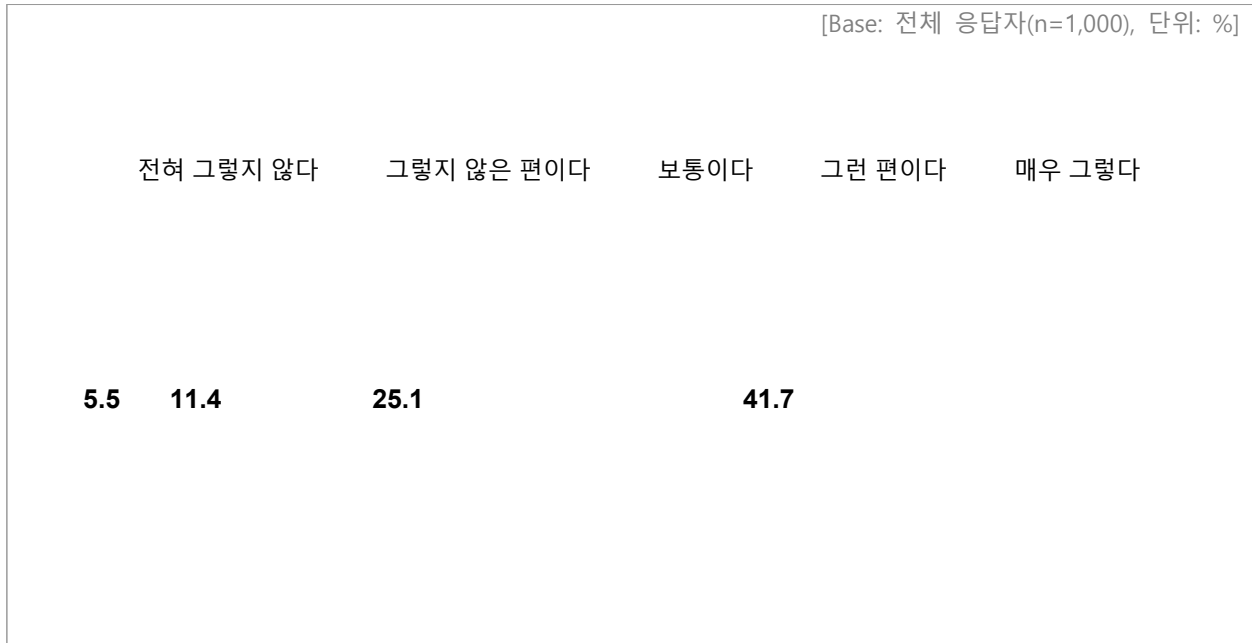 [Base: 전체 응답자(n=1,000), 단위: %]
전혀 그렇지 않다 그렇지 않은 편이다 보통이다 그런 편이다 매우 그렇다
5.5 11.4 25.1 41.7